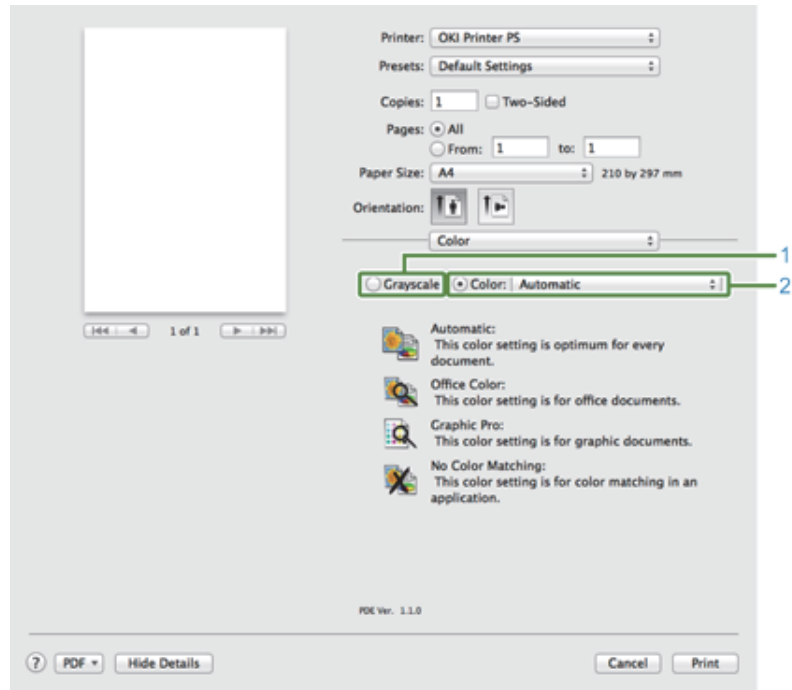 Printer: OKI Printer PS
Presets: Default Settings
Copies: 1 Two-Sided
Pages: All
From: 1 to: 1
Paper Size: A4 210 by 297 mm
Orientation:
Color
1
Grayscale Color: Automatic
2
1 of 1
Automatic:
This color setting is optimum for every
document.
Office Color:
This color setting is for office documents.
Graphic Pro:
This color setting is for graphic documents.
No Color Matching:
This color setting is for color matching in an
application.
PDE Ver. 1.1.0
? PDF Hide Details Cancel Print